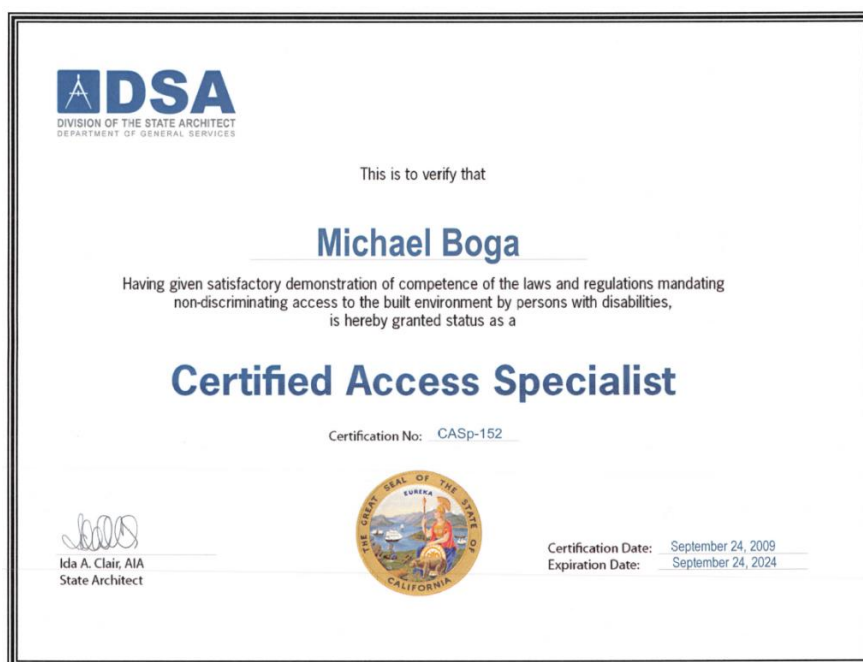 DSA
DIVISION OF THE STATE ARCHITECT
DEPARTMENT OF GENERAL SERVICES
This is to verify that
Michael Boga
Having given satisfactory demonstration of competence of the laws and regulations mandating
non-discriminating access to the built environment by persons with disabilities,
is hereby granted status as a
Certified Access Specialist
Certification No: CASp-152
THE GREAT SEAL OF THE STATE OF CALIFORNIA
EUREKA
Ida A. Clair, AIA
State Architect
Certification Date: September 24, 2009
Expiration Date: September 24, 2024